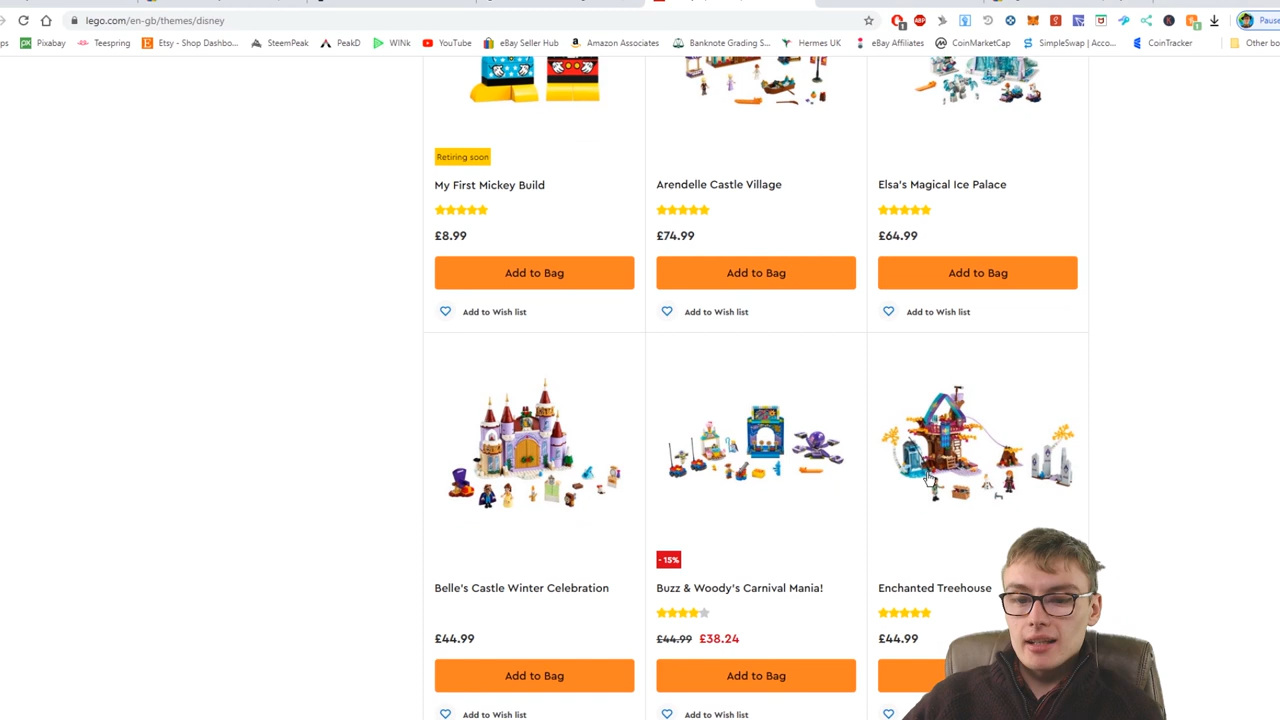 lego.com/en-gb/themes/disney
Pause
ps Pixabay Teespring Etsy - Shop Dashbo... SteemPeak PeakD WINk YouTube eBay Seller Hub Amazon Associates Banknote Grading S... Hermes UK eBay Affiliates CoinMarketCap SimpleSwap | Acco... CoinTracker Other bo
Retiring soon
My First Mickey Build
£8.99
Add to Bag
Add to Wish list
Arendelle Castle Village
£74.99
Add to Bag
Add to Wish list
Elsa's Magical Ice Palace
£64.99
Add to Bag
Add to Wish list
Belle's Castle Winter Celebration
£44.99
Add to Bag
Add to Wish list
- 15%
Buzz & Woody's Carnival Mania!
£44.99 £38.24
Add to Bag
Add to Wish list
Enchanted Treehouse
£44.99